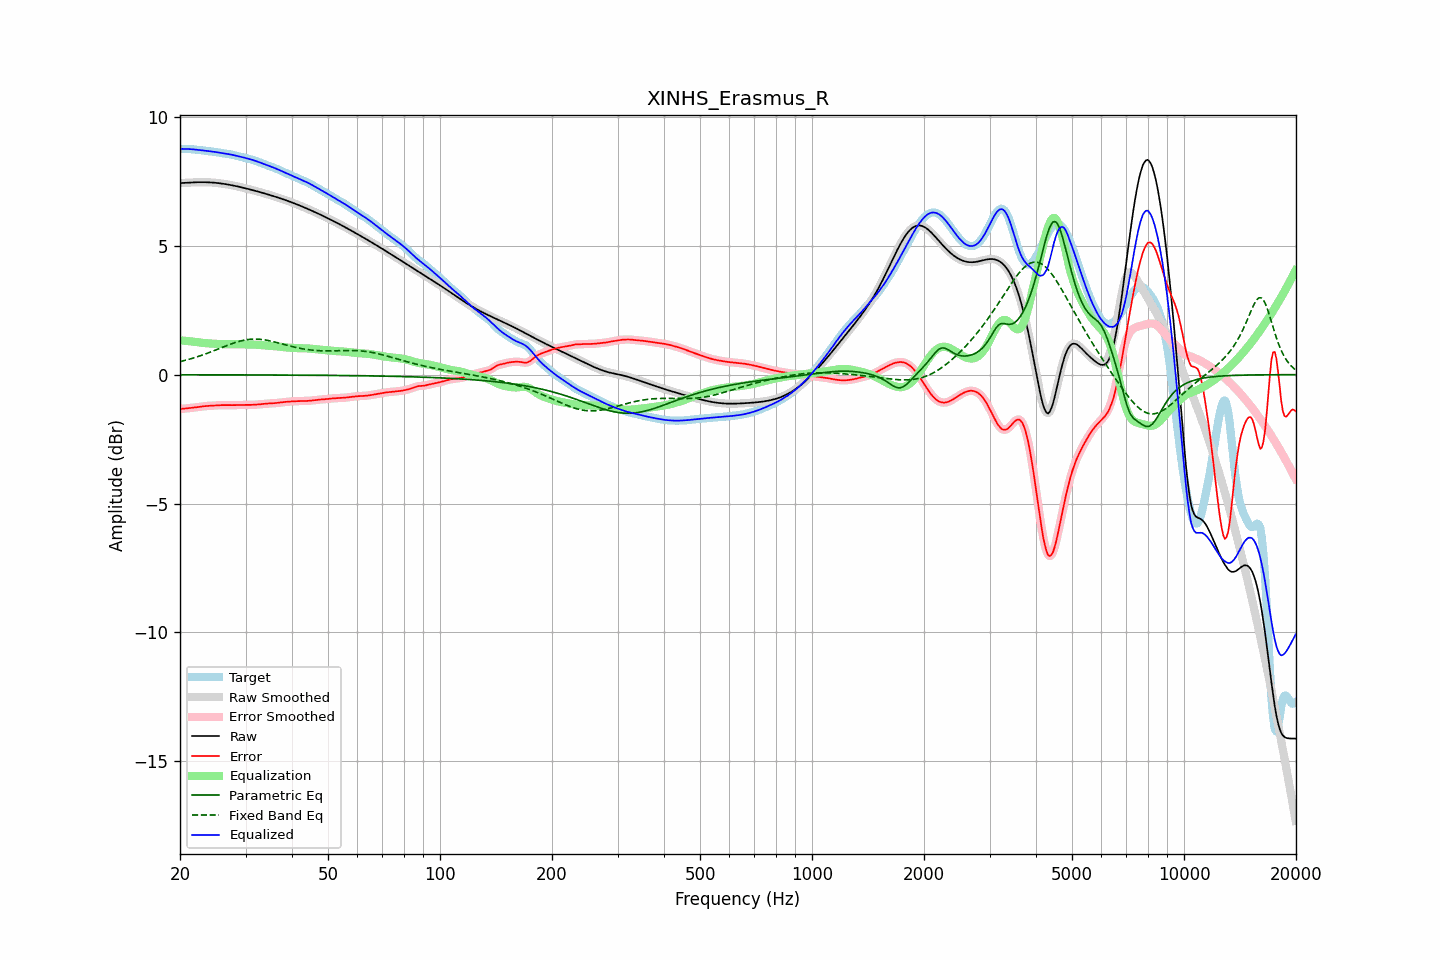 XINHS_Erasmus_R
10
5
0
−5
−10
−15
Amplitude (dBr)
Target
Raw Smoothed
Error Smoothed
Raw
Error
Equalization
Parametric Eq
Fixed Band Eq
Equalized
20 50 100 200 500 1000 2000 5000 10000 20000
Frequency (Hz)